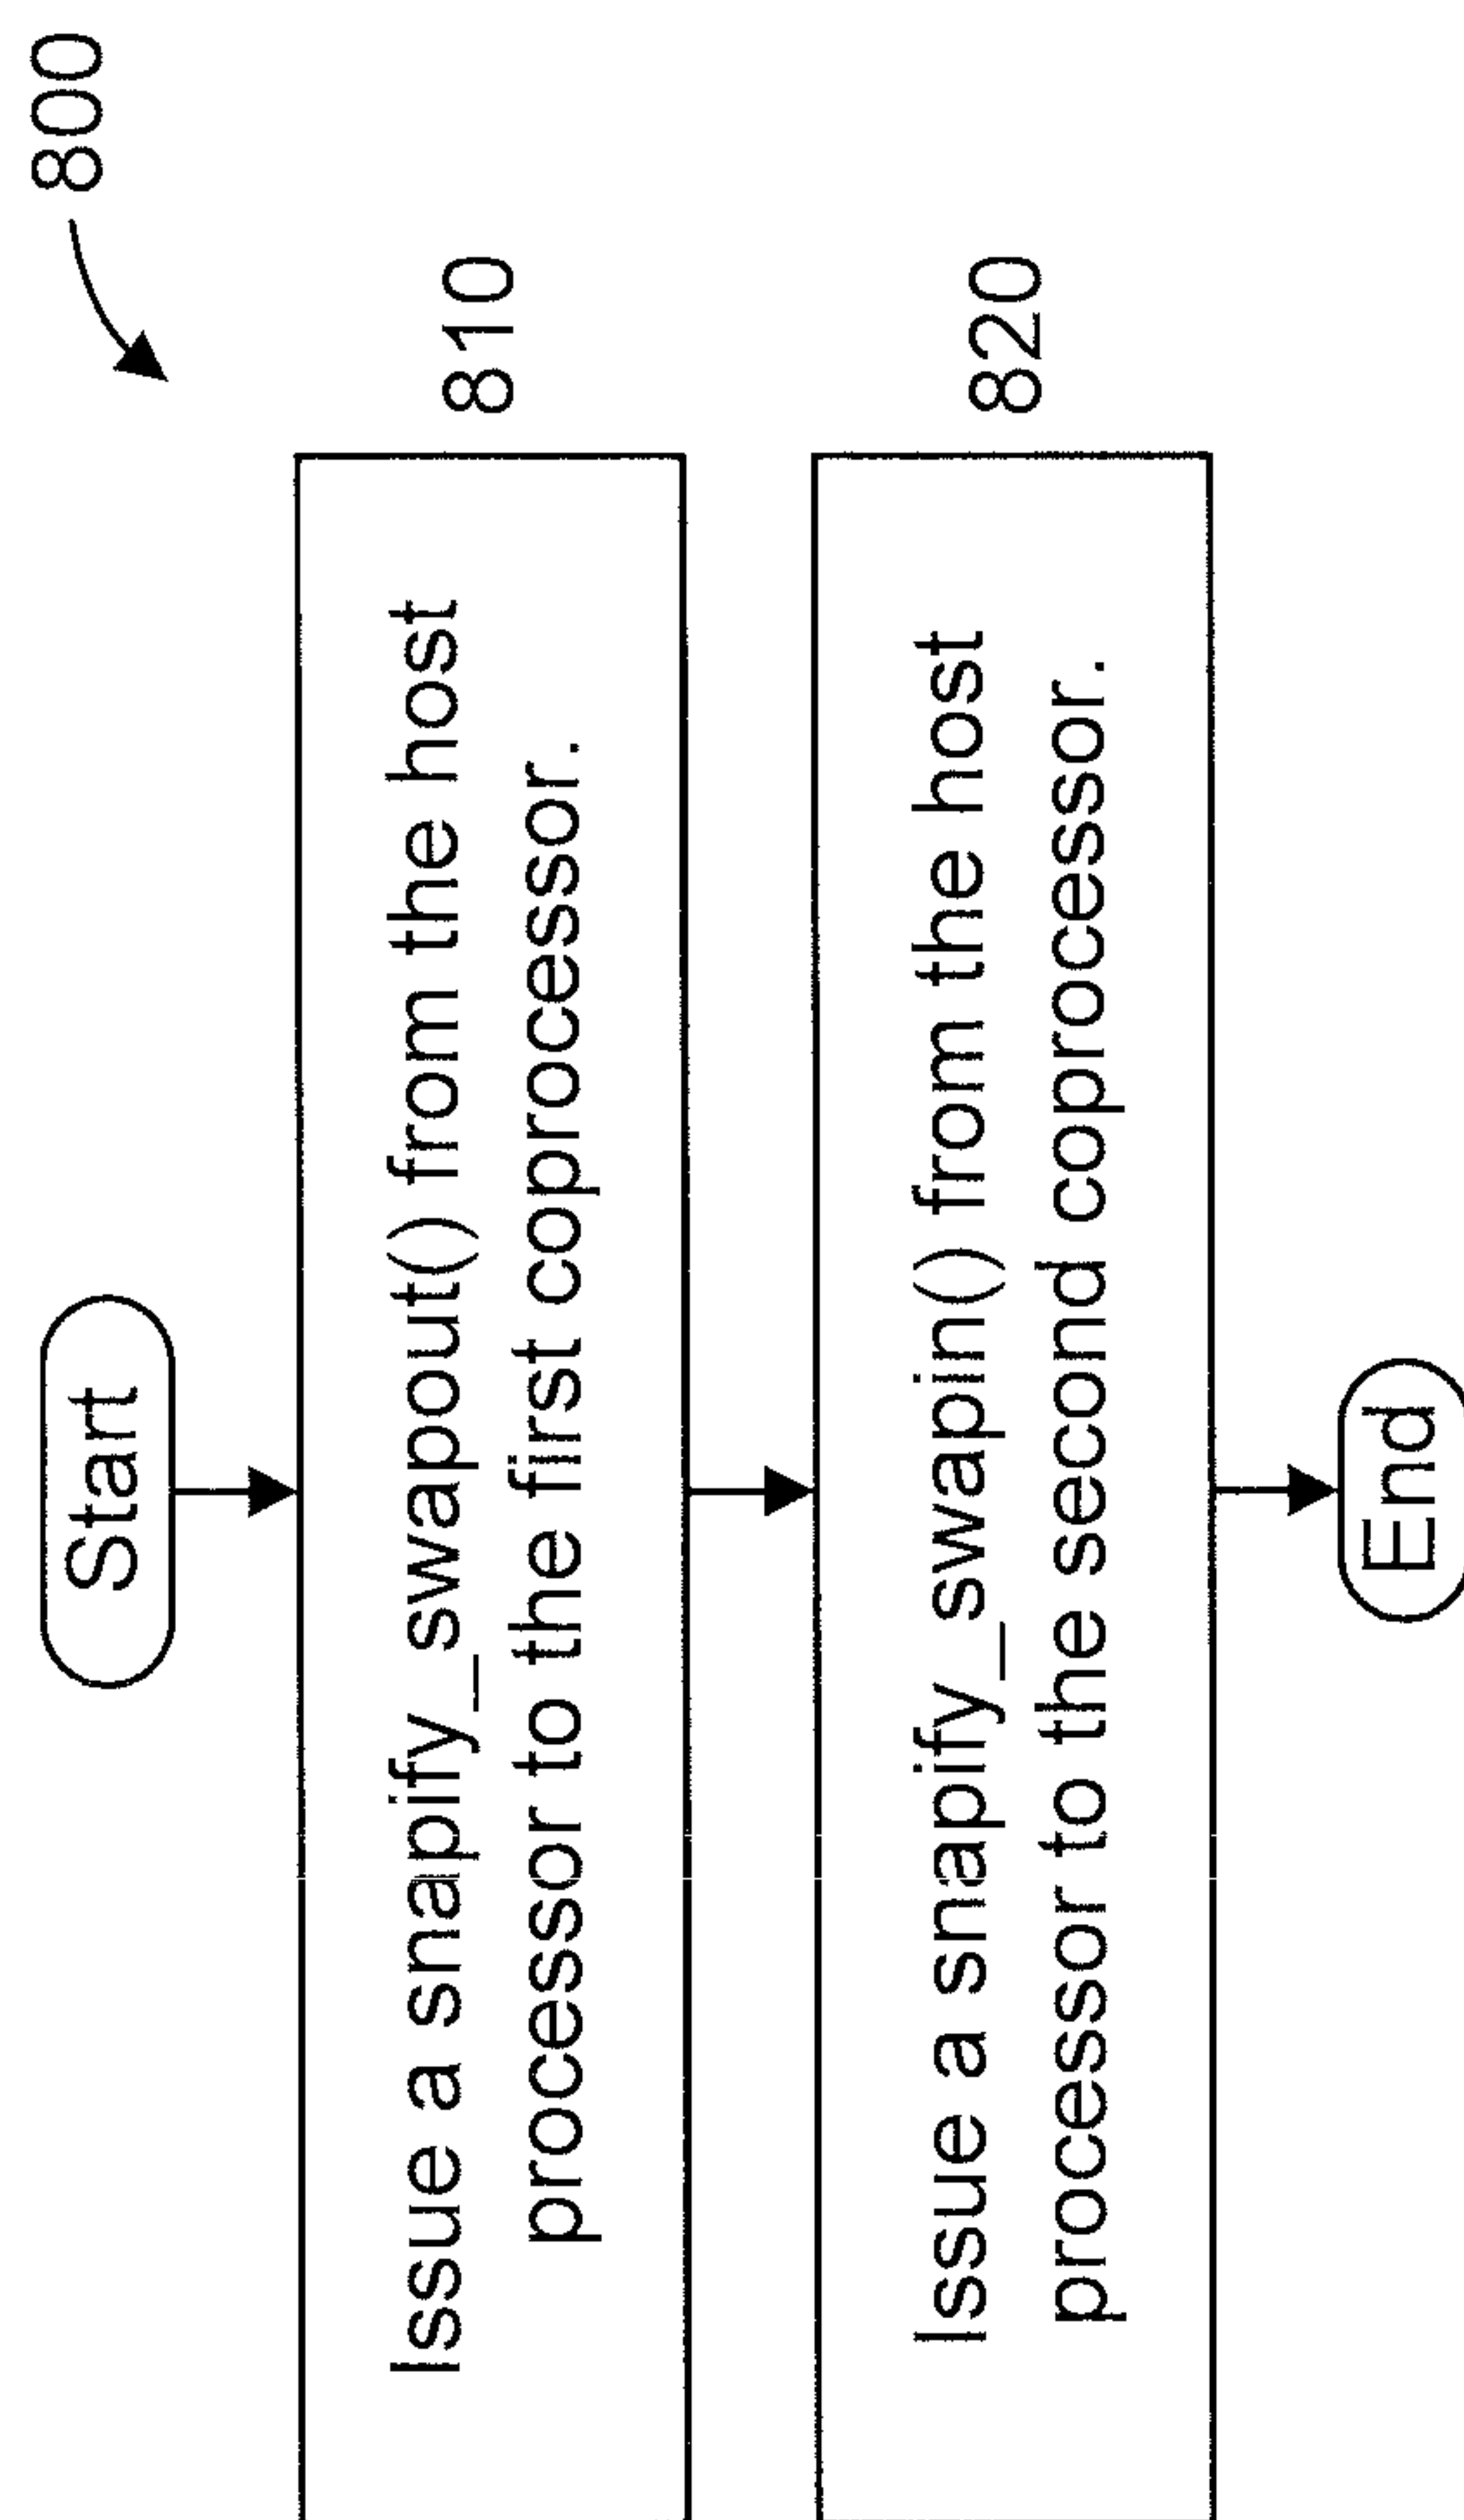 800
Start
Issue a snapify_swapout() from the host
processor to the first coprocessor.
810
Issue a snapify_swapin() from the host
processor to the second coprocessor.
820
End